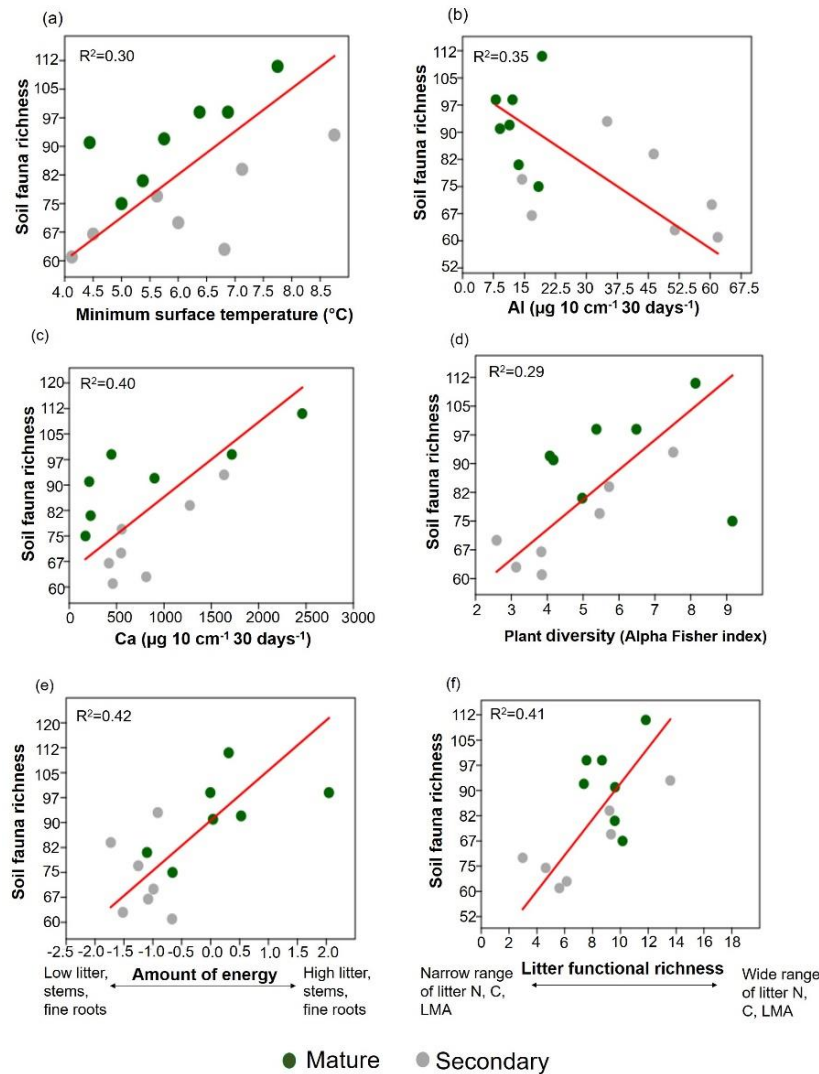 (a)
R²=0.30
Soil fauna richness
112
105
97
90
82
75
67
60
4.0 4.5 5.0 5.5 6.0 6.5 7.0 7.5 8.0 8.5
Minimum surface temperature (°C)
(b)
R²=0.35
Soil fauna richness
112
105
97
90
82
75
67
60
52
0.0 7.5 15.0 22.5 30.0 37.5 45.0 52.5 60.0 67.5
Al (µg 10 cm⁻¹ 30 days⁻¹)
(c)
R²=0.40
Soil fauna richness
120
112
105
97
90
82
75
67
60
0 500 1000 1500 2000 2500 3000
Ca (µg 10 cm⁻¹ 30 days⁻¹)
(d)
R²=0.29
Soil fauna richness
112
105
97
90
82
75
67
60
2 3 4 5 6 7 8 9
Plant diversity (Alpha Fisher index)
(e)
R²=0.42
Soil fauna richness
120
112
105
97
90
82
75
67
60
-2.5 -2.0 -1.5 -1.0 -0.5 0.0 0.5 1.0 1.5 2.0
Low litter,
stems,
fine roots
Amount of energy
High litter,
stems,
fine roots
(f)
R²=0.41
Soil fauna richness
112
105
97
90
82
67
75
60
52
0 2 4 6 8 10 12 14 16 18
Narrow range
of litter N, C,
LMA
Litter functional richness
Wide range
of litter N,
C, LMA
Mature
Secondary